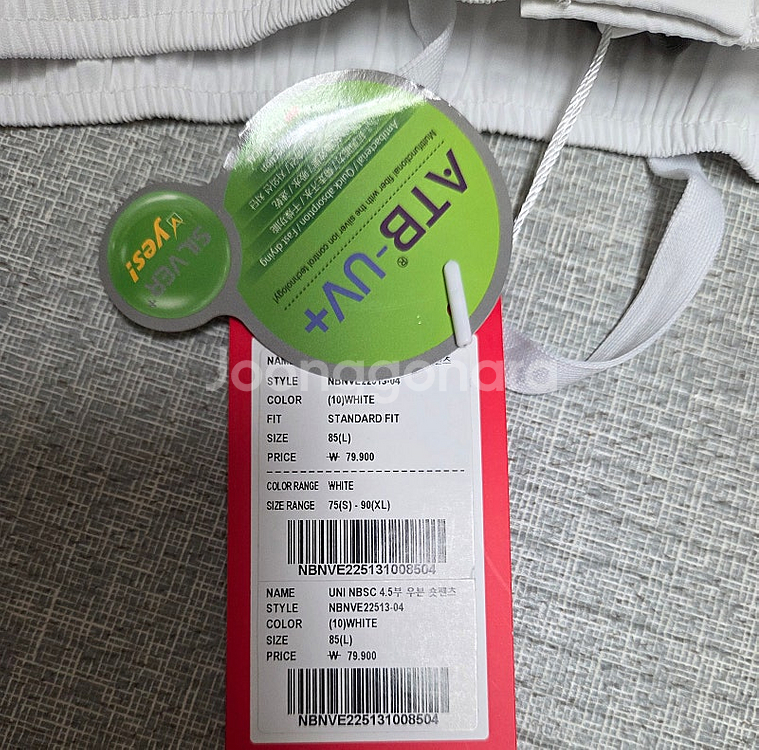 ATB-UV+
®
Multifunctional fiber with the silver ion control technology!
Antibacterial / Quick absorption / Fast drying
SILVER+
yes!
Joonggonara
NAME
STYLE NBNVE22513-04
COLOR (10)WHITE
FIT STANDARD FIT
SIZE 85(L)
PRICE ₩ 79.900
COLOR RANGE WHITE
SIZE RANGE 75(S) - 90(XL)
NBNVE225131008504
NAME UNI NBSC 4.5부 우븐 숏팬츠
STYLE NBNVE22513-04
COLOR (10)WHITE
SIZE 85(L)
PRICE ₩ 79.900
NBNVE225131008504